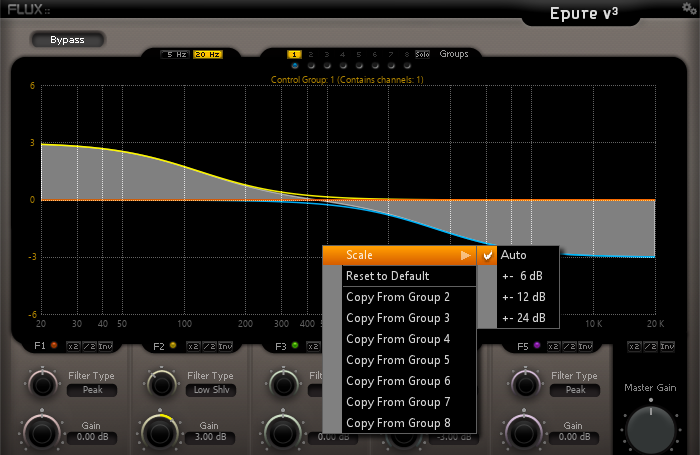 FLUX::
Epure v3
Bypass
5 Hz 20 Hz
1 2 3 4 5 6 7 8 Solo Groups
Control Group: 1 (Contains channels: 1)
6
3
0
-3
-6
20 30 40 50 100 200 300 400 10 K 20 K
Scale
Reset to Default
Copy From Group 2
Copy From Group 3
Copy From Group 4
Copy From Group 5
Copy From Group 6
Copy From Group 7
Copy From Group 8
Auto
+- 6 dB
+- 12 dB
+- 24 dB
F1 x2 /2 Inv
F2 x2 /2 Inv
F3 x2
F5 x2 /2 Inv
x2 /2 Inv
Filter Type
Peak
Filter Type
Low Shlv
Filter Type
Peak
Master Gain
Gain
0.00 dB
Gain
3.00 dB
0.00 dB
-3.00 dB
Gain
0.00 dB